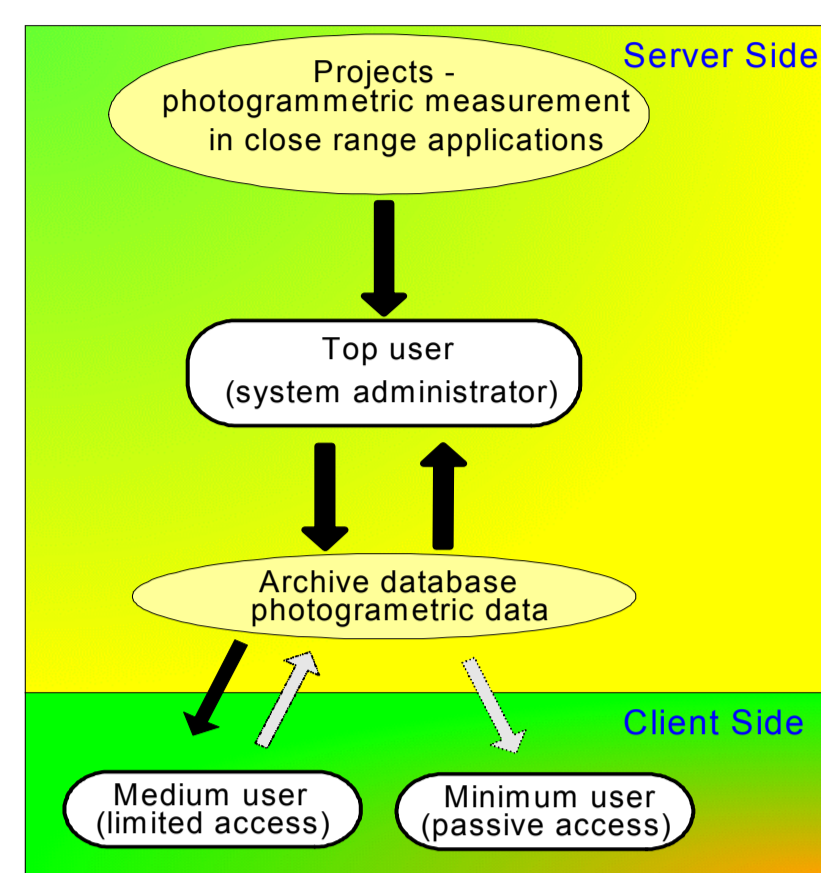 Server Side
Projects -
photogrammetric measurement
in close range applications
Top user
(system administrator)
Archive database
photogrametric data
Client Side
Medium user
(limited access)
Minimum user
(passive access)